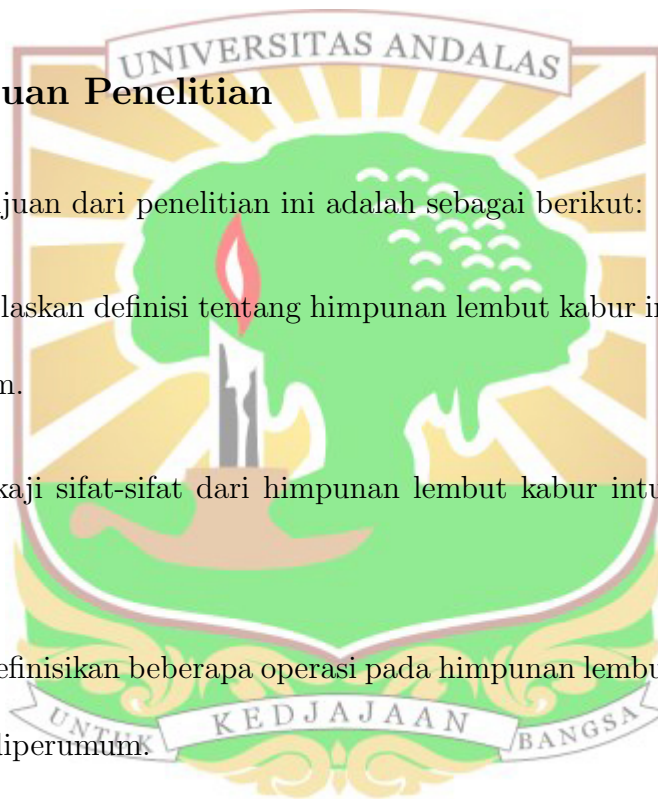 UNIVERSITAS ANDALAS
uan Penelitian
juan dari penelitian ini adalah sebagai berikut:
laskan definisi tentang himpunan lembut kabur in
m.
kaji sifat-sifat dari himpunan lembut kabur intu
efinisikan beberapa operasi pada himpunan lembu
diperumum.
UNTUK KEDJAJAAN BANGSA